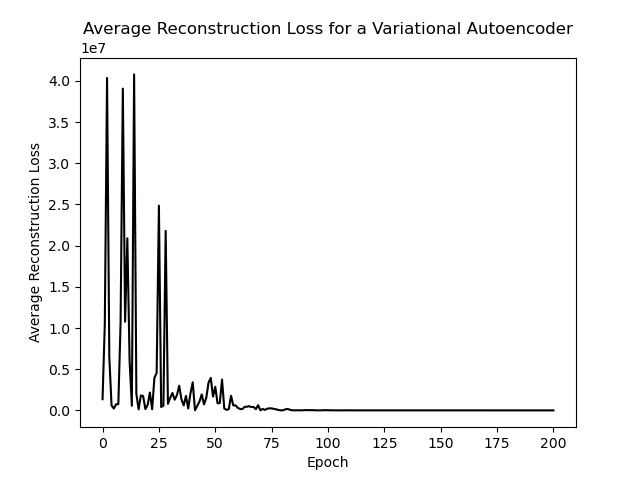 Average Reconstruction Loss for a Variational Autoencoder
1e7
4.0
3.5
3.0
2.5
2.0
1.5
1.0
0.5
0.0
Average Reconstruction Loss
0 25 50 75 100 125 150 175 200
Epoch